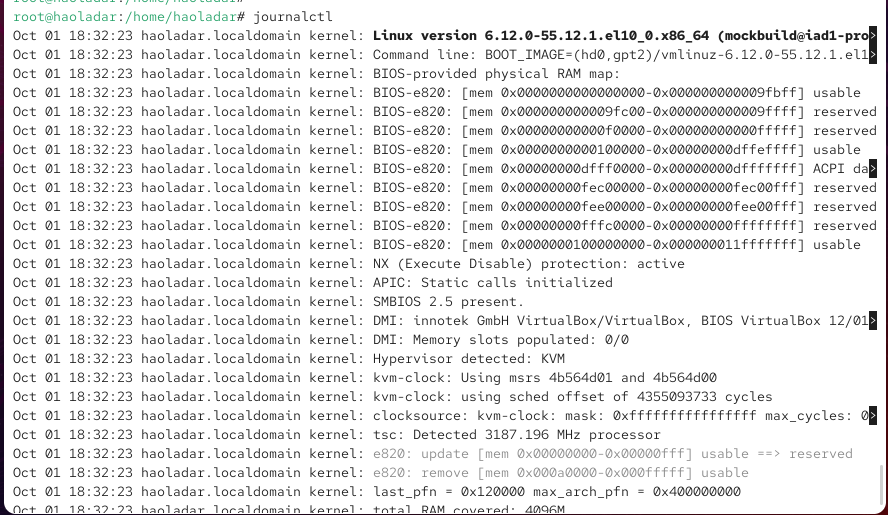 root@haoladar:/home/haoladar#
root@haoladar:/home/haoladar# journalctl
Oct 01 18:32:23 haoladar.localdomain kernel: Linux version 6.12.0-55.12.1.el10_0.x86_64 (mockbuild@iad1-pro>
Oct 01 18:32:23 haoladar.localdomain kernel: Command line: BOOT_IMAGE=(hd0,gpt2)/vmlinuz-6.12.0-55.12.1.el1>
Oct 01 18:32:23 haoladar.localdomain kernel: BIOS-provided physical RAM map:
Oct 01 18:32:23 haoladar.localdomain kernel: BIOS-e820: [mem 0x0000000000000000-0x000000000009fbff] usable
Oct 01 18:32:23 haoladar.localdomain kernel: BIOS-e820: [mem 0x000000000009fc00-0x000000000009ffff] reserved
Oct 01 18:32:23 haoladar.localdomain kernel: BIOS-e820: [mem 0x00000000000f0000-0x00000000000fffff] reserved
Oct 01 18:32:23 haoladar.localdomain kernel: BIOS-e820: [mem 0x0000000000100000-0x00000000dffeffff] usable
Oct 01 18:32:23 haoladar.localdomain kernel: BIOS-e820: [mem 0x00000000dfff0000-0x00000000dfffffff] ACPI da>
Oct 01 18:32:23 haoladar.localdomain kernel: BIOS-e820: [mem 0x00000000fec00000-0x00000000fec00fff] reserved
Oct 01 18:32:23 haoladar.localdomain kernel: BIOS-e820: [mem 0x00000000fee00000-0x00000000fee00fff] reserved
Oct 01 18:32:23 haoladar.localdomain kernel: BIOS-e820: [mem 0x00000000fffc0000-0x00000000ffffffff] reserved
Oct 01 18:32:23 haoladar.localdomain kernel: BIOS-e820: [mem 0x0000000100000000-0x000000011fffffff] usable
Oct 01 18:32:23 haoladar.localdomain kernel: NX (Execute Disable) protection: active
Oct 01 18:32:23 haoladar.localdomain kernel: APIC: Static calls initialized
Oct 01 18:32:23 haoladar.localdomain kernel: SMBIOS 2.5 present.
Oct 01 18:32:23 haoladar.localdomain kernel: DMI: innotek GmbH VirtualBox/VirtualBox, BIOS VirtualBox 12/01>
Oct 01 18:32:23 haoladar.localdomain kernel: DMI: Memory slots populated: 0/0
Oct 01 18:32:23 haoladar.localdomain kernel: Hypervisor detected: KVM
Oct 01 18:32:23 haoladar.localdomain kernel: kvm-clock: Using msrs 4b564d01 and 4b564d00
Oct 01 18:32:23 haoladar.localdomain kernel: kvm-clock: using sched offset of 4355093733 cycles
Oct 01 18:32:23 haoladar.localdomain kernel: clocksource: kvm-clock: mask: 0xffffffffffffffff max_cycles: 0>
Oct 01 18:32:23 haoladar.localdomain kernel: tsc: Detected 3187.196 MHz processor
Oct 01 18:32:23 haoladar.localdomain kernel: e820: update [mem 0x00000000-0x00000fff] usable ==> reserved
Oct 01 18:32:23 haoladar.localdomain kernel: e820: remove [mem 0x000a0000-0x000fffff] usable
Oct 01 18:32:23 haoladar.localdomain kernel: last_pfn = 0x120000 max_arch_pfn = 0x400000000
Oct 01 18:32:23 haoladar.localdomain kernel: total RAM covered: 4096M